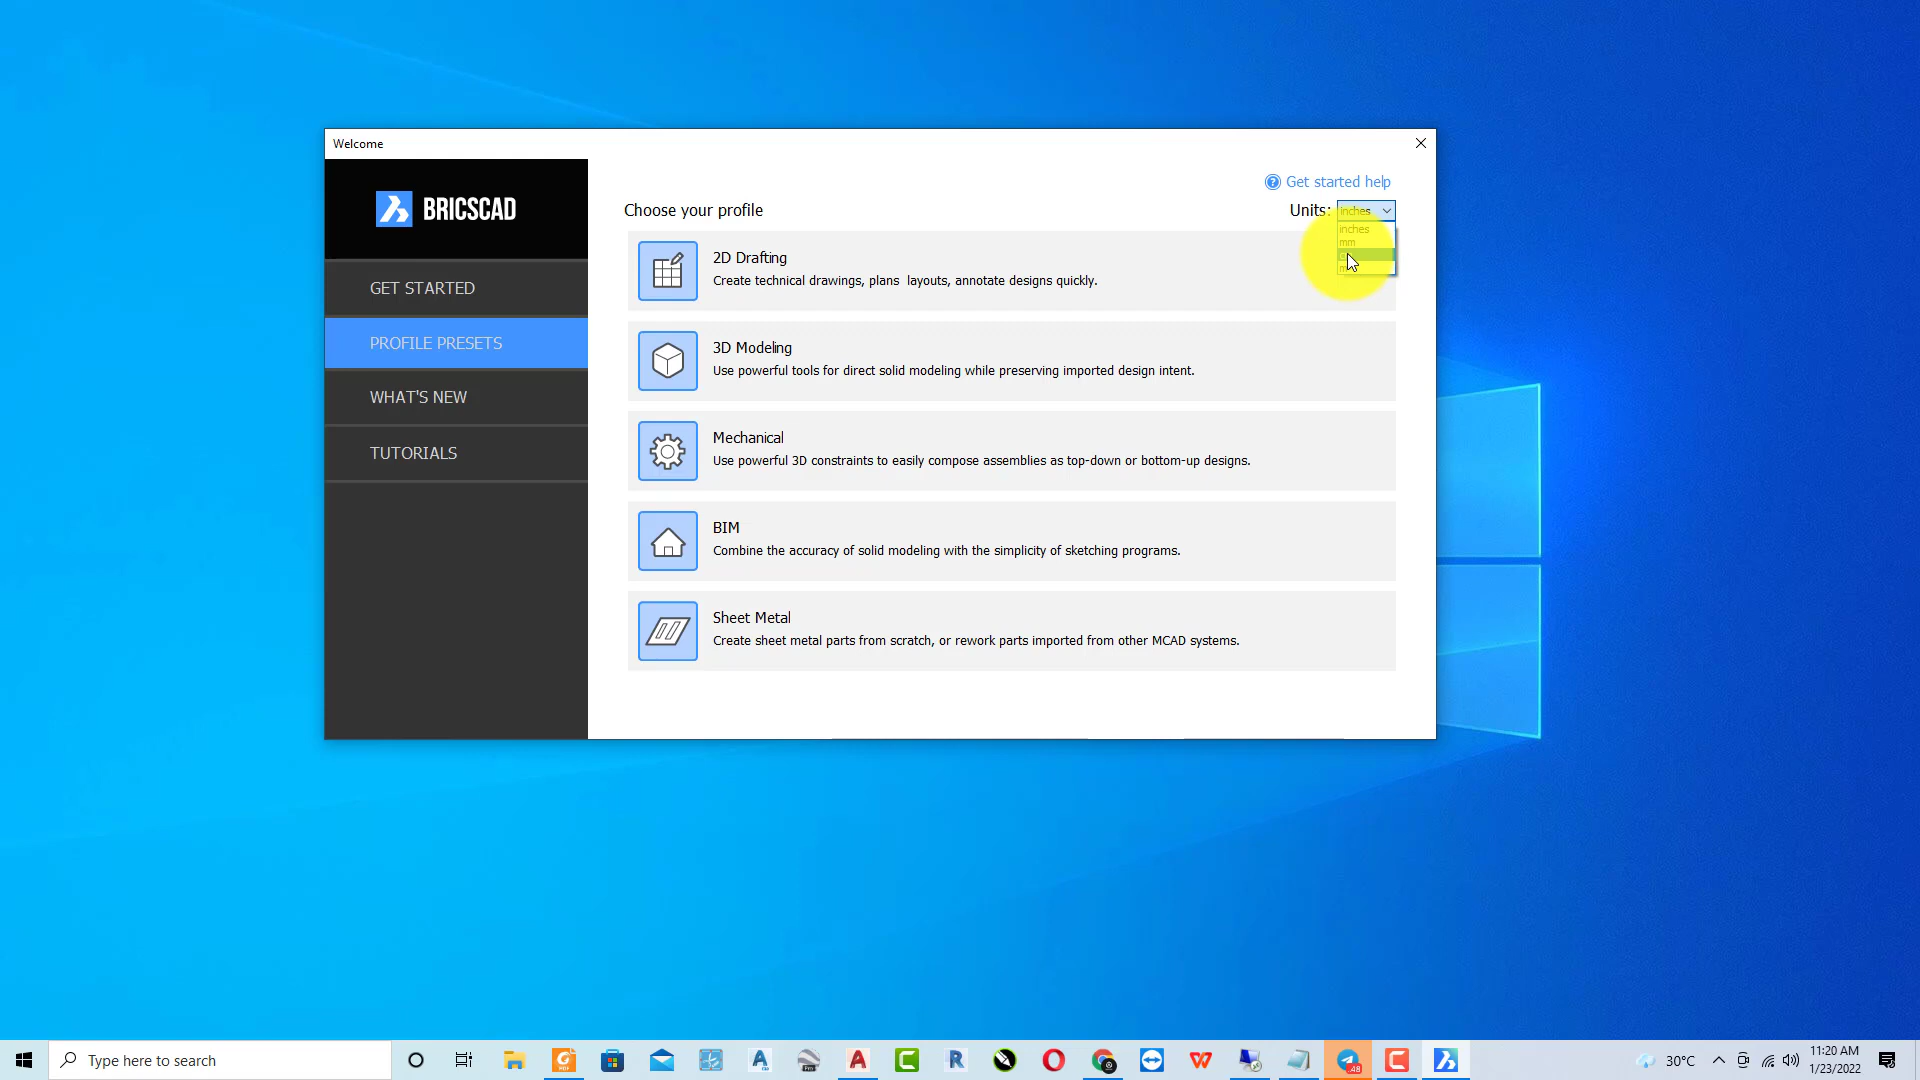 Welcome
BRICSCAD
GET STARTED
PROFILE PRESETS
WHAT'S NEW
TUTORIALS
Get started help
Choose your profile
Units: inches
inches
mm
2D Drafting
Create technical drawings, plans layouts, annotate designs quickly.
3D Modeling
Use powerful tools for direct solid modeling while preserving imported design intent.
Mechanical
Use powerful 3D constraints to easily compose assemblies as top-down or bottom-up designs.
BIM
Combine the accuracy of solid modeling with the simplicity of sketching programs.
Sheet Metal
Create sheet metal parts from scratch, or rework parts imported from other MCAD systems.
Type here to search
30°C
11:20 AM
1/23/2022